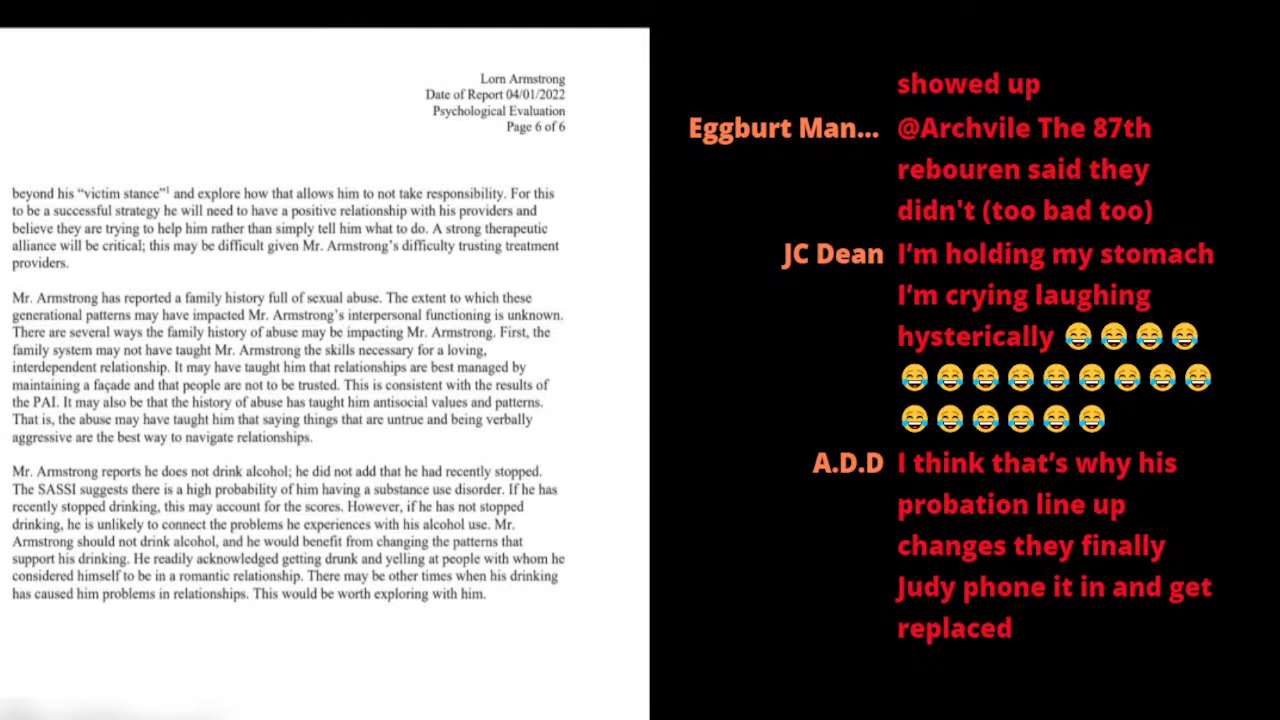 Lorn Armstrong
Date of Report 04/01/2022
Psychological Evaluation
Page 6 of 6
beyond his “victim stance”¹ and explore how that allows him to not take responsibility. For this
to be a successful strategy he will need to have a positive relationship with his providers and
believe they are trying to help him rather than simply tell him what to do. A strong therapeutic
alliance will be critical; this may be difficult given Mr. Armstrong’s difficulty trusting treatment
providers.
Mr. Armstrong has reported a family history full of sexual abuse. The extent to which these
generational patterns may have impacted Mr. Armstrong’s interpersonal functioning is unknown.
There are several ways the family history of abuse may be impacting Mr. Armstrong. First, the
family system may not have taught Mr. Armstrong the skills necessary for a loving,
interdependent relationship. It may have taught him that relationships are best managed by
maintaining a façade and that people are not to be trusted. This is consistent with the results of
the PAI. It may also be that the history of abuse has taught him antisocial values and patterns.
That is, the abuse may have taught him that saying things that are untrue and being verbally
aggressive are the best way to navigate relationships.
Mr. Armstrong reports he does not drink alcohol; he did not add that he had recently stopped.
The SASSI suggests there is a high probability of him having a substance use disorder. If he has
recently stopped drinking, this may account for the scores. However, if he has not stopped
drinking, he is unlikely to connect the problems he experiences with his alcohol use. Mr.
Armstrong should not drink alcohol, and he would benefit from changing the patterns that
support his drinking. He readily acknowledged getting drunk and yelling at people with whom he
considered himself to be in a romantic relationship. There may be other times when his drinking
has caused him problems in relationships. This would be worth exploring with him.
showed up
Eggburt Man... @Archvile The 87th
rebouren said they
didn't (too bad too)
JC Dean I’m holding my stomach
I’m crying laughing
hysterically 😂 😂 😂 😂
😂 😂 😂 😂 😂 😂 😂 😂 😂
😂 😂 😂 😂 😂 😂
A.D.D I think that’s why his
probation line up
changes they finally
Judy phone it in and get
replaced